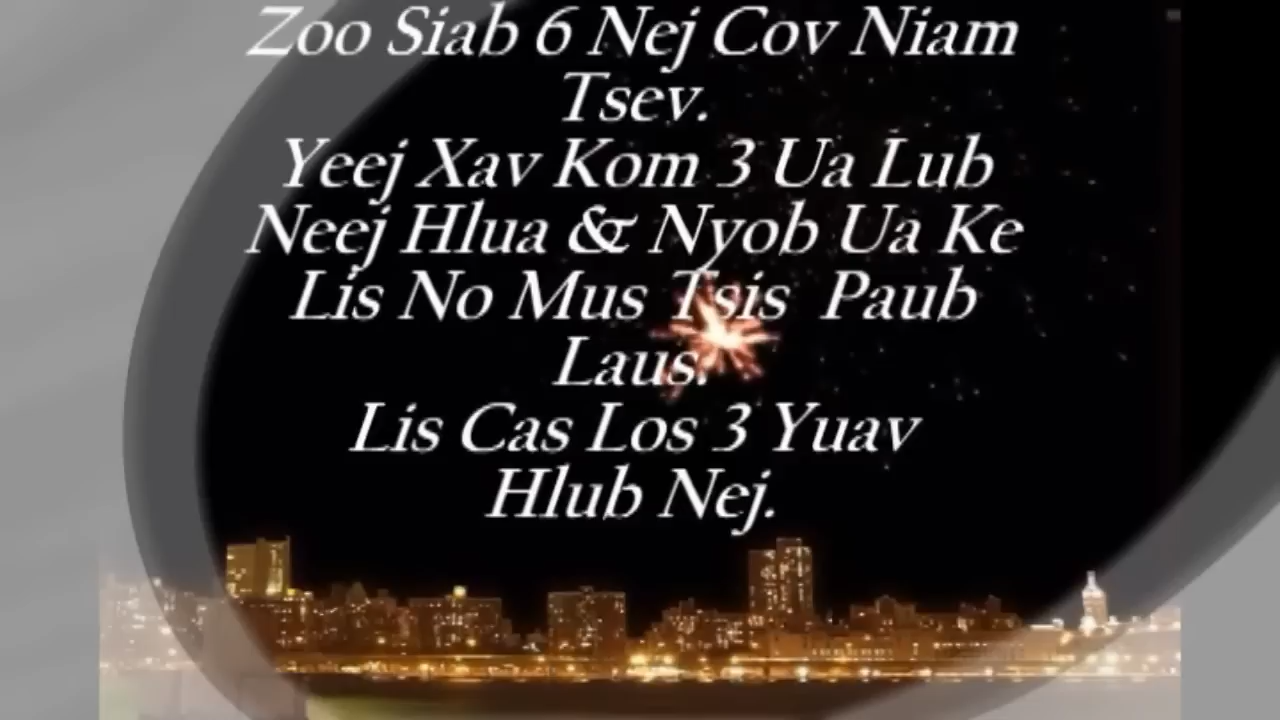 Zoo Siab 6 Nej Cov Niam
Tsev.
Yeej Xav Kom 3 Ua Lub
Neej Hlua & Nyob Ua Ke
Lis No Mus Tsis Paub
Laus.
Lis Cas Los 3 Yuav
Hlub Nej.